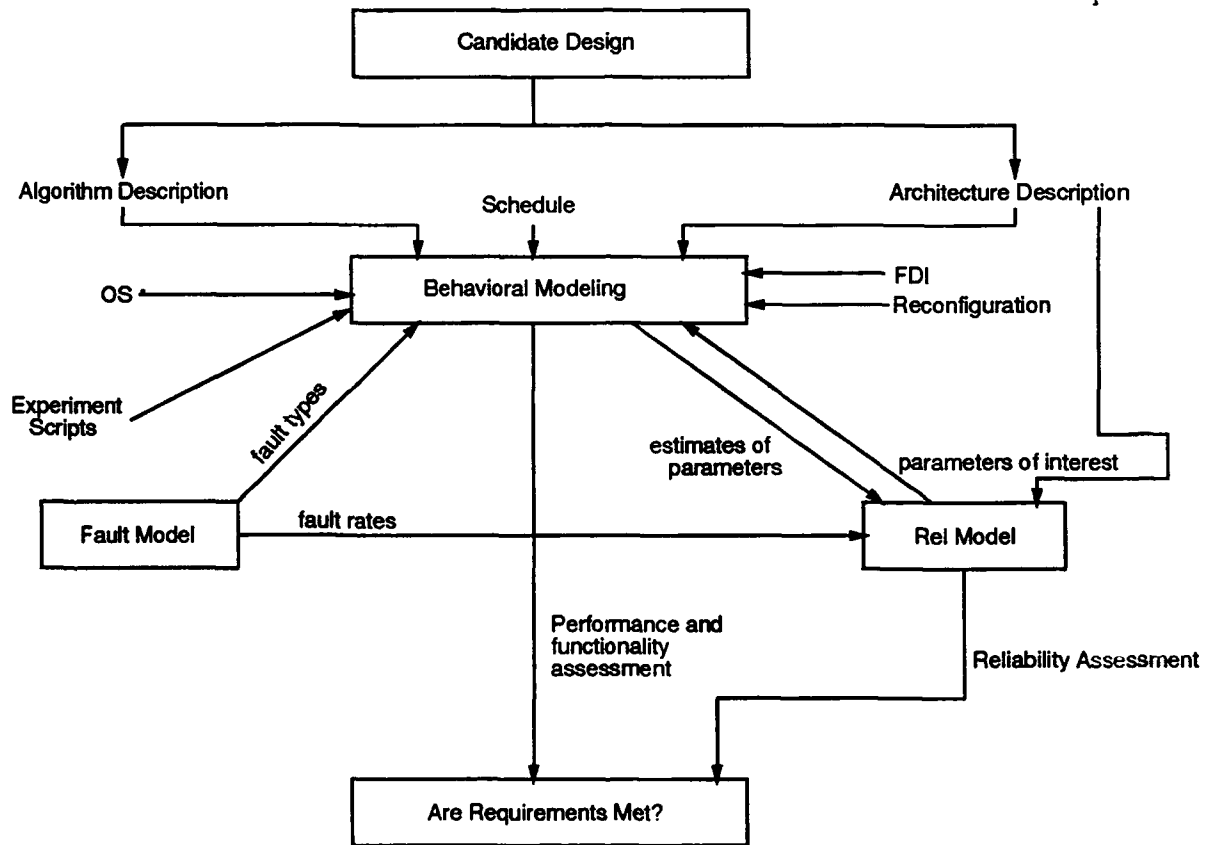 Candidate Design
Algorithm Description
Schedule
Architecture Description
Behavioral Modeling
FDI
OS
Reconfiguration
Experiment
Scripts
fault types
estimates of
parameters
parameters of interest
Fault Model
fault rates
Rel Model
Performance and
functionality
assessment
Reliability Assessment
Are Requirements Met?